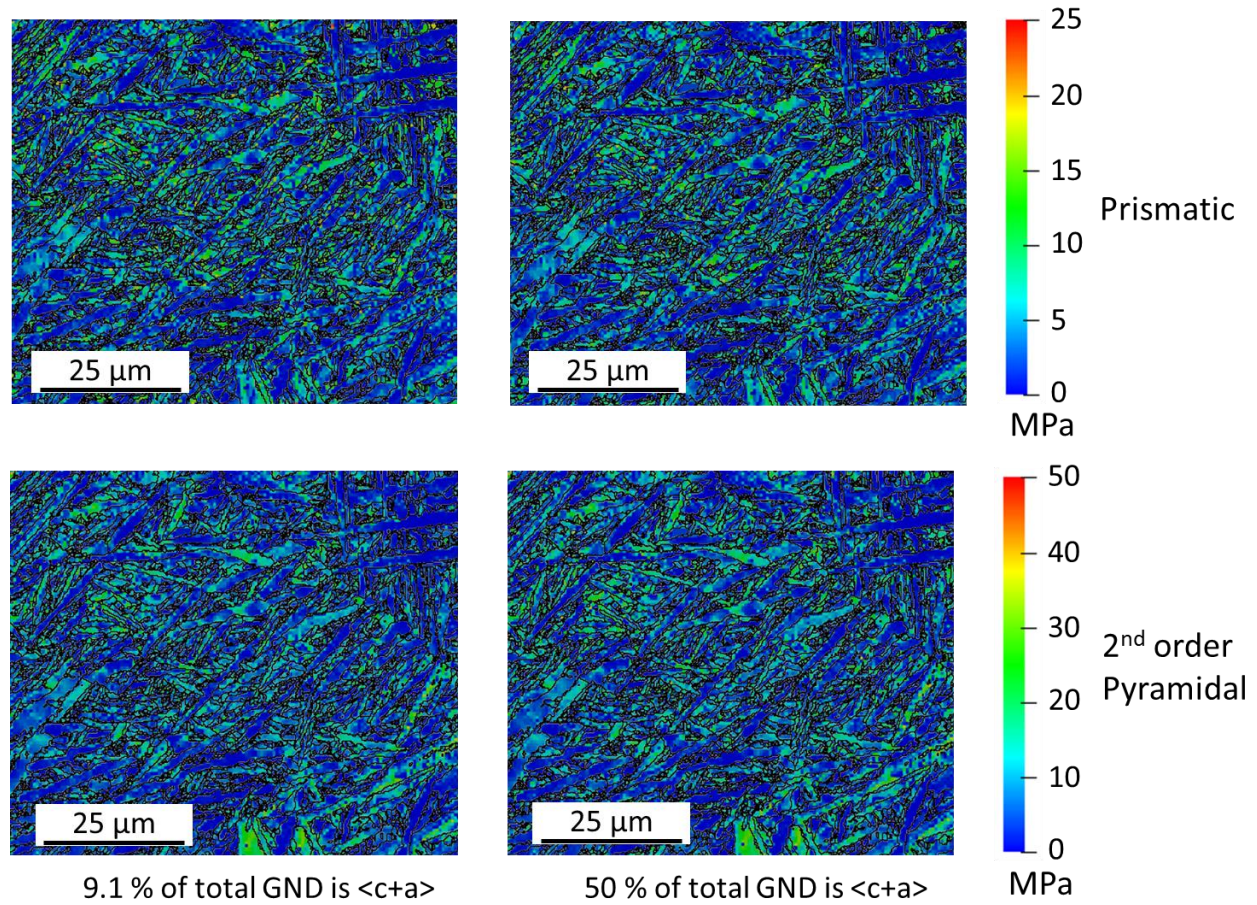 25
20
15
10
5
0
MPa
Prismatic
25 µm
25 µm
50
40
30
20
10
0
MPa
2nd order
Pyramidal
25 µm
25 µm
9.1 % of total GND is <c+a>
50 % of total GND is <c+a>